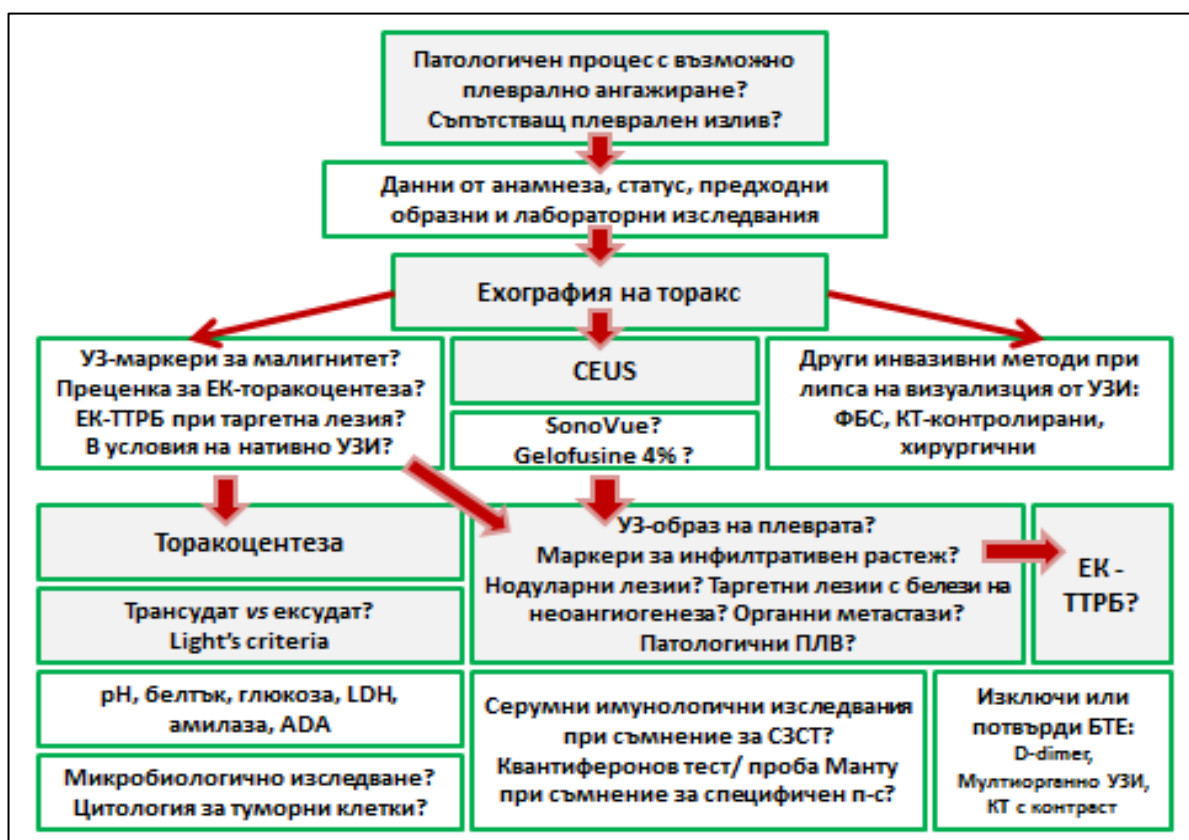 Патологичен процес с възможно
плеврално ангажиране?
Съпътстващ плеврален излив?
Данни от анамнеза, статус, предходни
образни и лабораторни изследвания
Ехография на торакс
УЗ-маркери за малигнитет?
Преценка за ЕК-торакоцентеза?
ЕК-ТТРБ при таргетна лезия?
В условия на нативно УЗИ?
CEUS
SonoVue?
Gelofusine 4% ?
Други инвазивни методи при
липса на визуализция от УЗИ:
ФБС, КТ-контролирани,
хирургични
Торакоцентеза
Трансудат vs ексудат?
Light's criteria
pH, белтък, глюкоза, LDH,
амилаза, ADA
Микробиологично изследване?
Цитология за туморни клетки?
УЗ-образ на плеврата?
Маркери за инфилтративен растеж?
Нодуларни лезии? Таргетни лезии с белези на
неоангиогенеза? Органни метастази?
Патологични ПЛВ?
ЕК -
ТТРБ?
Серумни имунологични изследвания
при съмнение за СЗСТ?
Квантиферонов тест/ проба Манту
при съмнение за специфичен п-с?
Изключи или
потвърди БТЕ:
D-dimer,
Мултиорганно УЗИ,
КТ с контраст